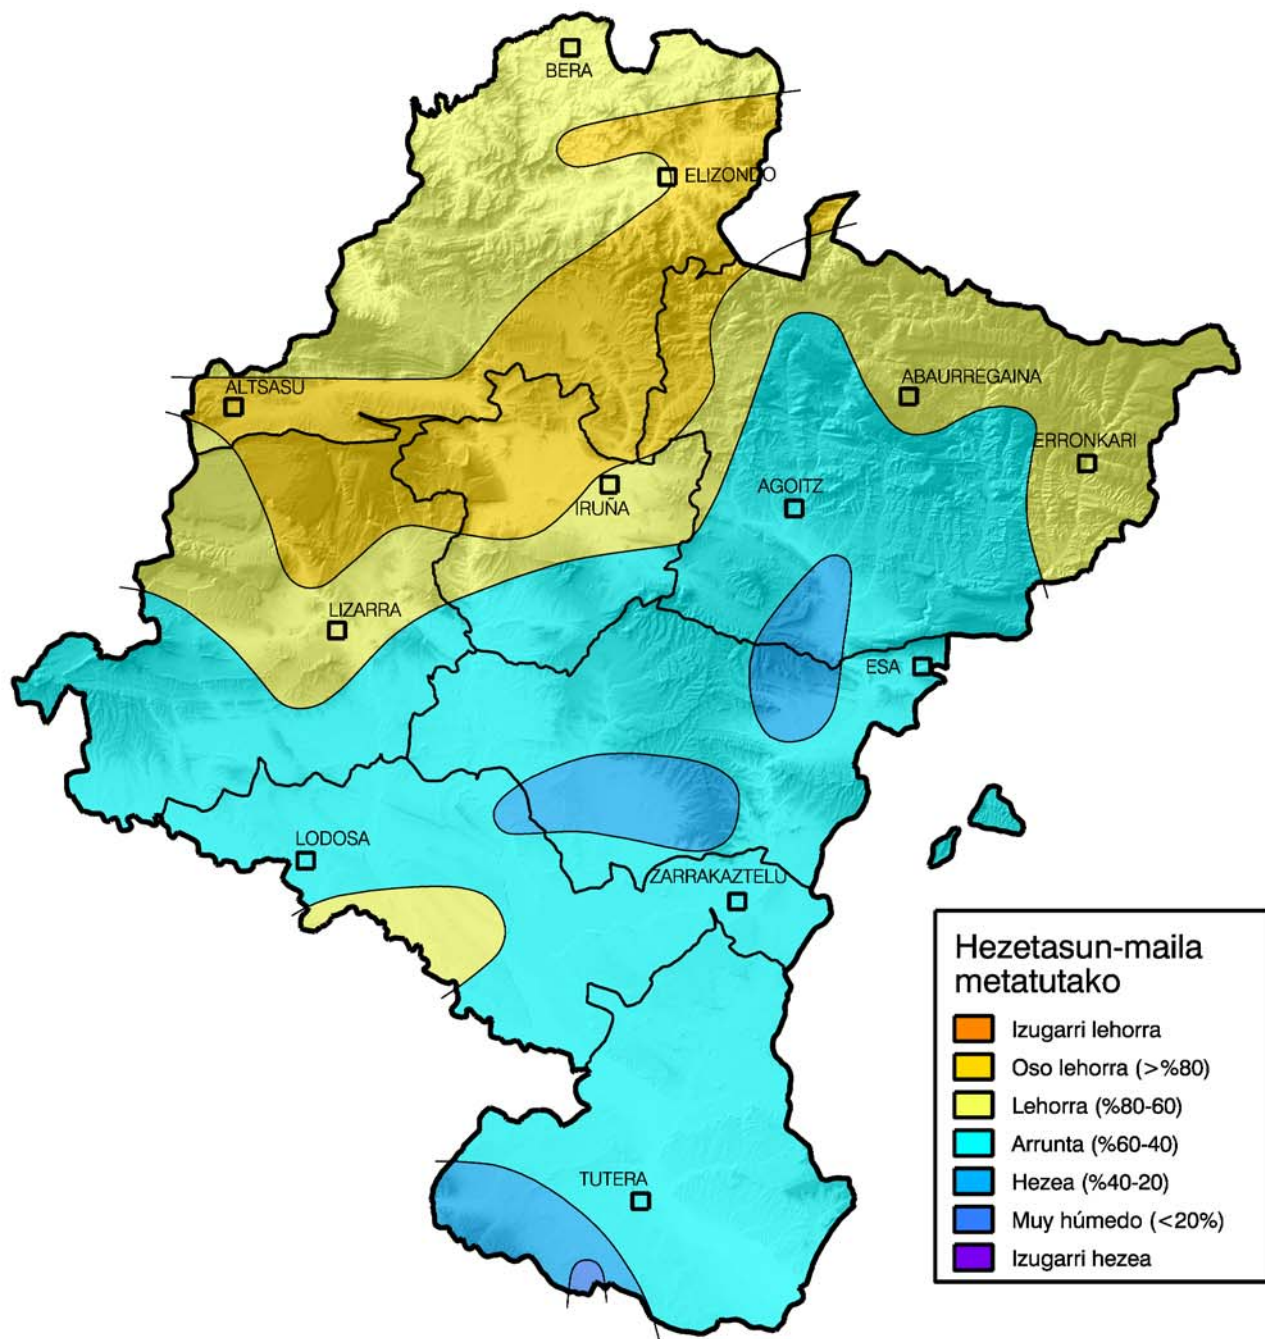 BERA
ELIZONDO
ALTSASU
ABAURREGAINA
ERRONKARI
AGOITZ
IRUÑA
LIZARRA
ESA
LODOSA
ZARRAKAZTELU
TUTERA
Hezetasun-maila
metatutako
Izugarri lehorra
Oso lehorra (>%80)
Lehorra (%80-60)
Arrunta (%60-40)
Hezea (%40-20)
Muy húmedo (<20%)
Izugarri hezea